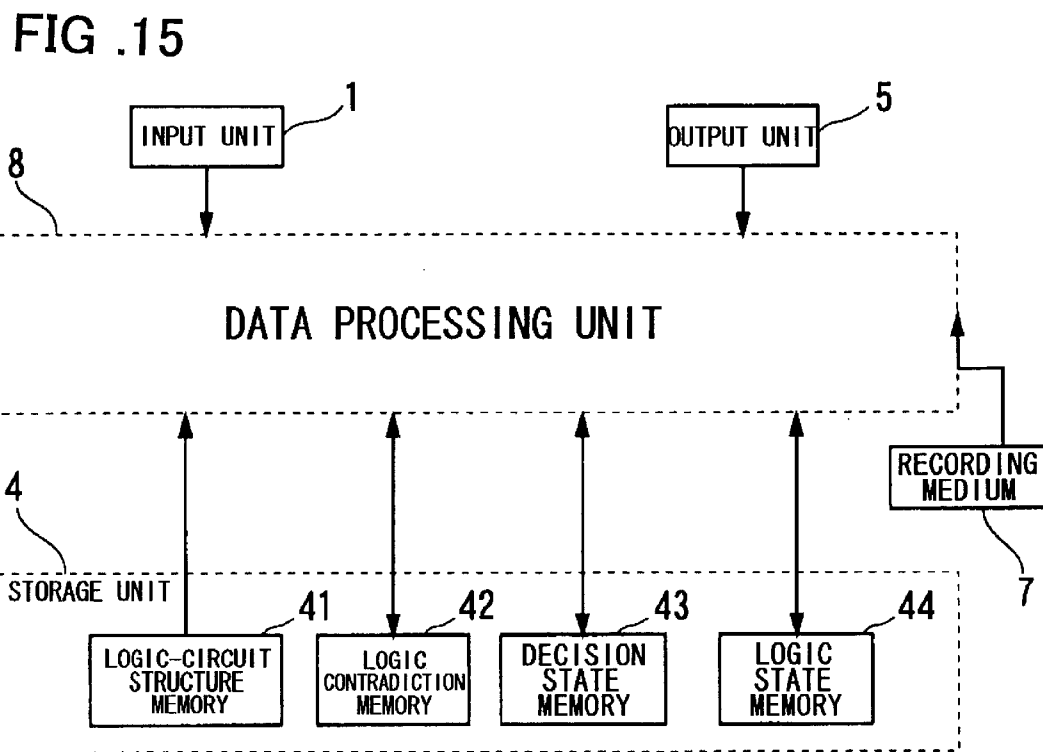 FIG .15
1
5
INPUT UNIT
OUTPUT UNIT
8
DATA PROCESSING UNIT
RECORDING
MEDIUM
4
7
STORAGE UNIT
41
42
43
44
LOGIC-CIRCUIT
STRUCTURE
MEMORY
LOGIC
CONTRADICTION
MEMORY
DECISION
STATE
MEMORY
LOGIC
STATE
MEMORY